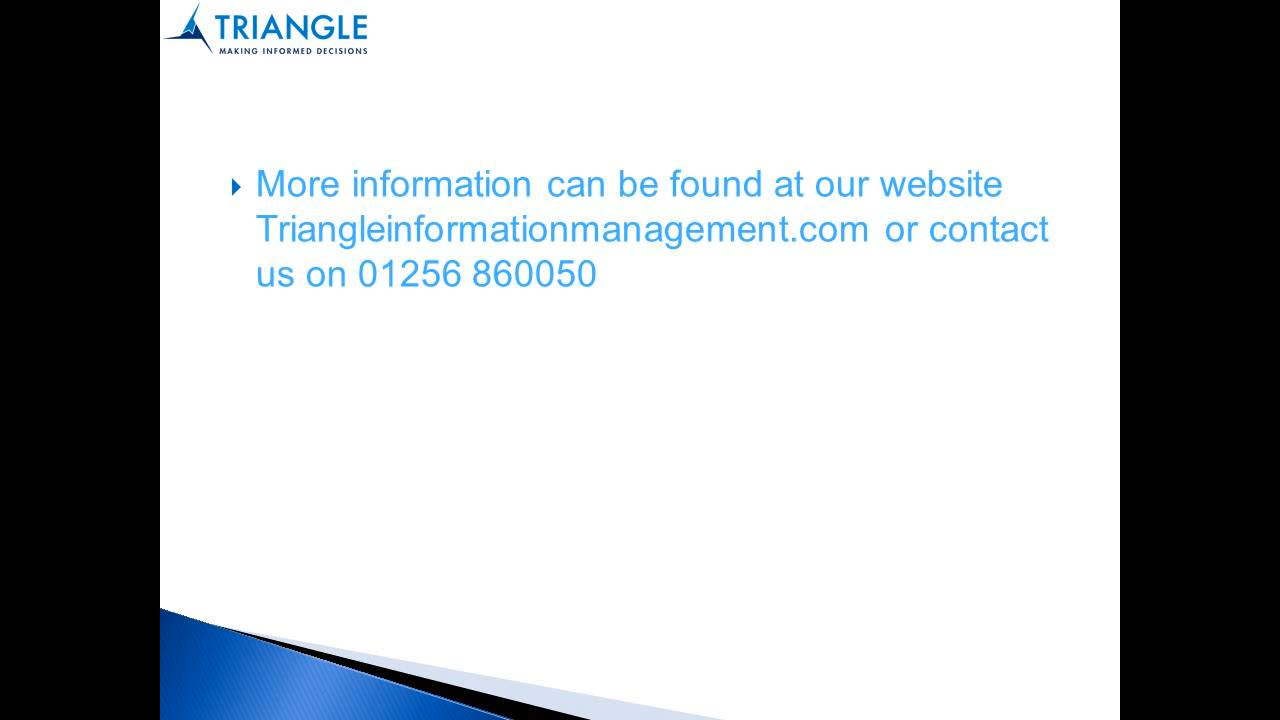 TRIANGLE
MAKING INFORMED DECISIONS
More information can be found at our website
Triangleinformationmanagement.com or contact
us on 01256 860050